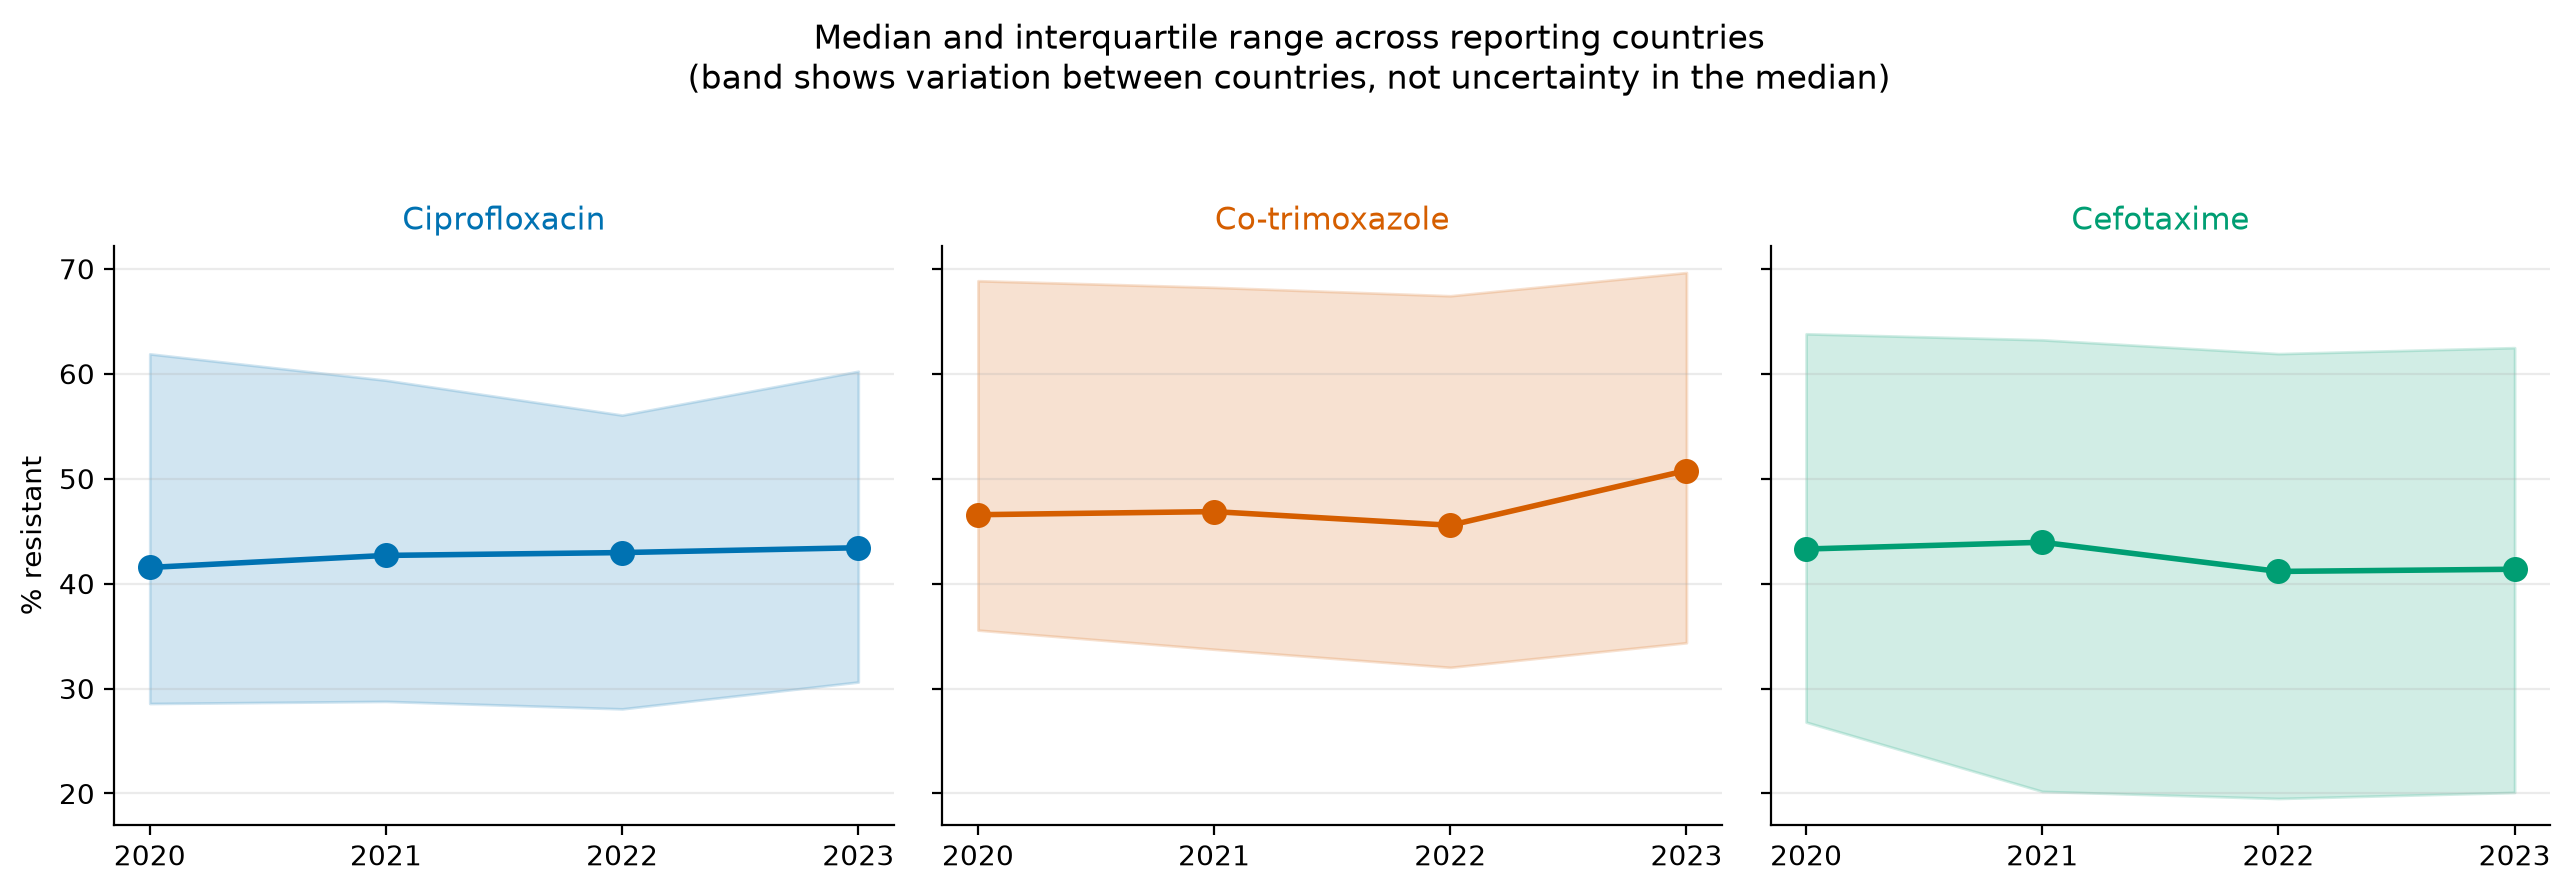 Median and interquartile range across reporting countries
(band shows variation between countries, not uncertainty in the median)
Ciprofloxacin
Co-trimoxazole
Cefotaxime
% resistant
70
60
50
40
30
20
2020 2021 2022 2023
2020 2021 2022 2023
2020 2021 2022 2023